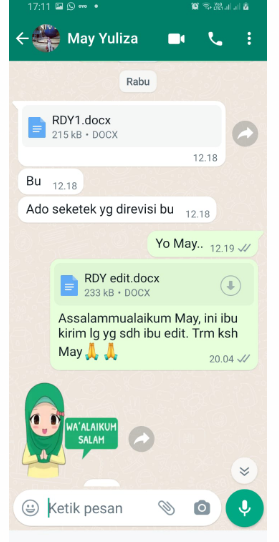 17:11
May Yuliza
Rabu
RDY1.docx
215 kB • DOCX
12.18
Bu 12.18
Ado seketek yg direvisi bu 12.18
Yo May.. 12.19
RDY edit.docx
233 kB • DOCX
Assalammualaikum May, ini ibu
kirim lg yg sdh ibu edit. Trm ksh
May🙏🙏
20.04
WA'ALAIKUM
SALAM
Ketik pesan